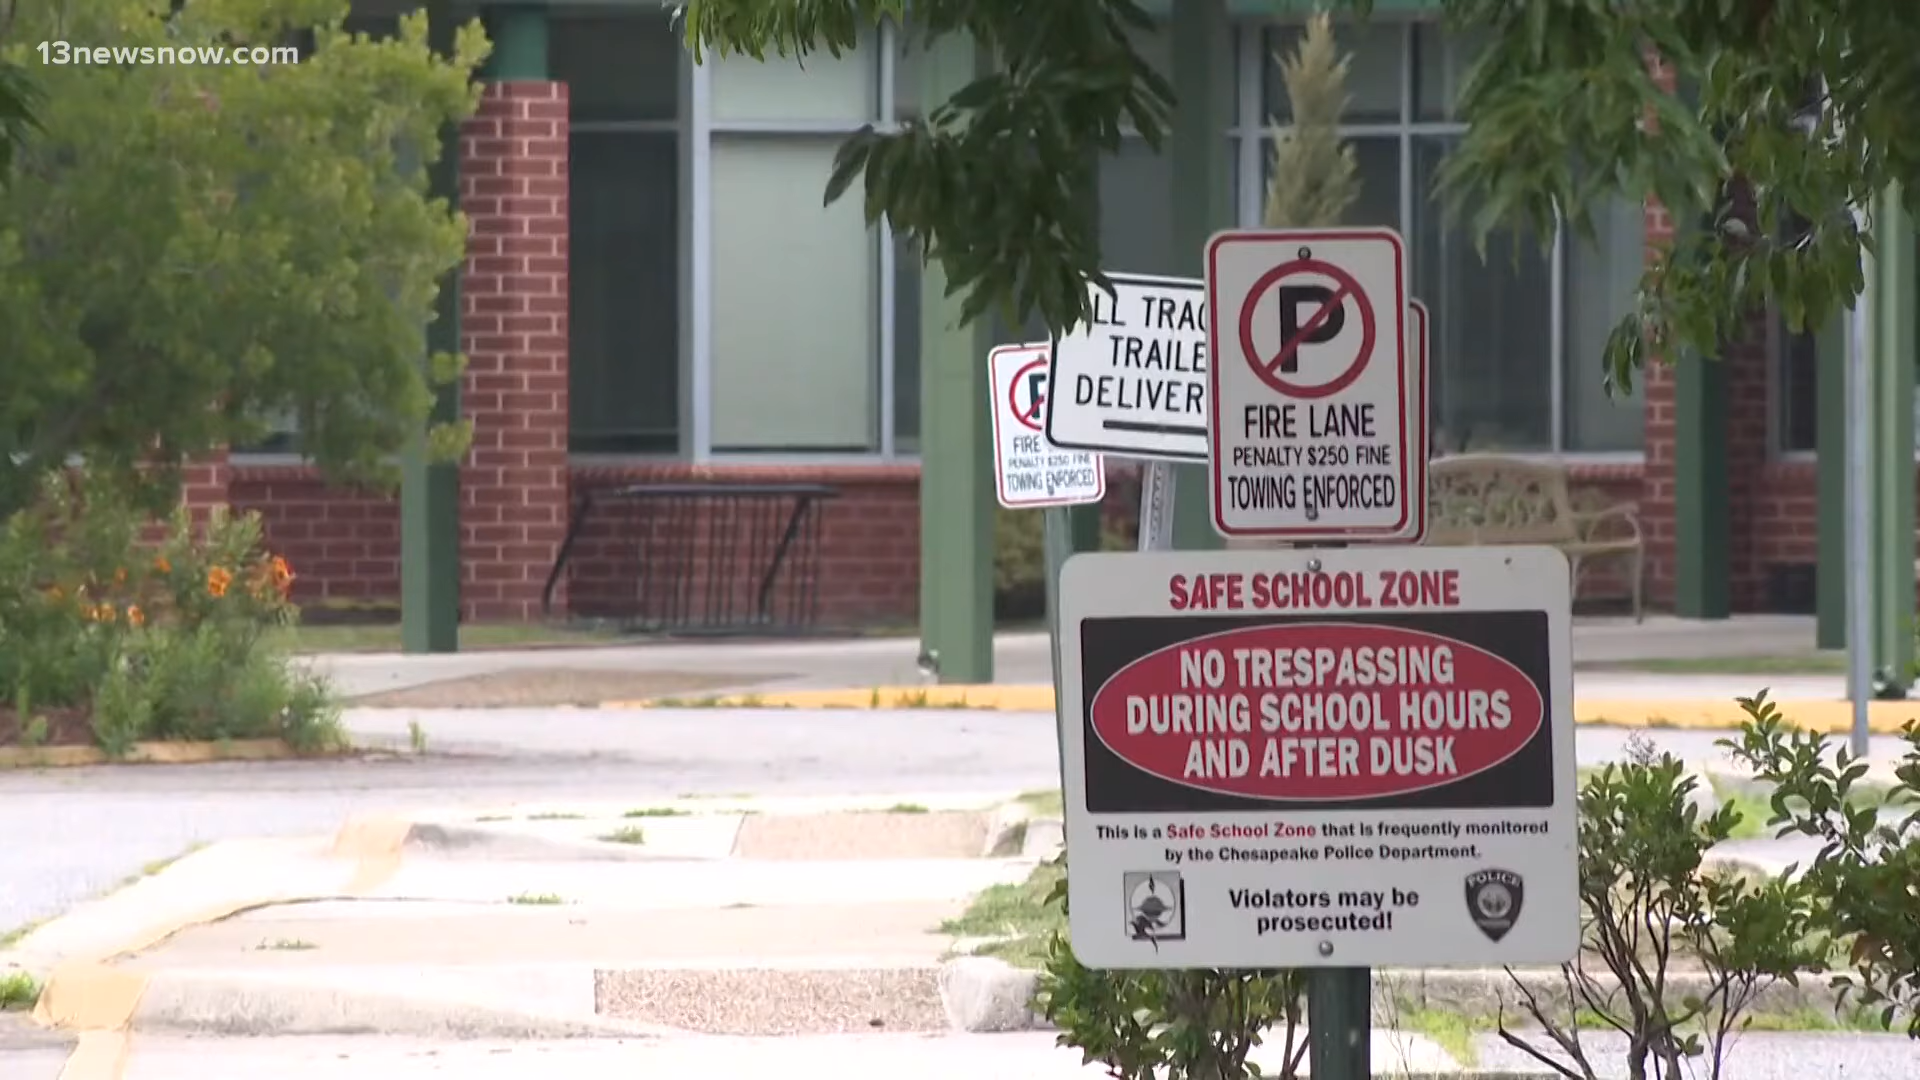 13newsnow.com
TRAILE
DELIVER
P
FIRE LANE
PENALTY $250 FINE
TOWING ENFORCED
FIRE
PENALTY $250 FINE
TOWING ENFORCED
SAFE SCHOOL ZONE
NO TRESPASSING
DURING SCHOOL HOURS
AND AFTER DUSK
This is a Safe School Zone that is frequently monitored
by the Chesapeake Police Department.
Violators may be
prosecuted!
POLICE